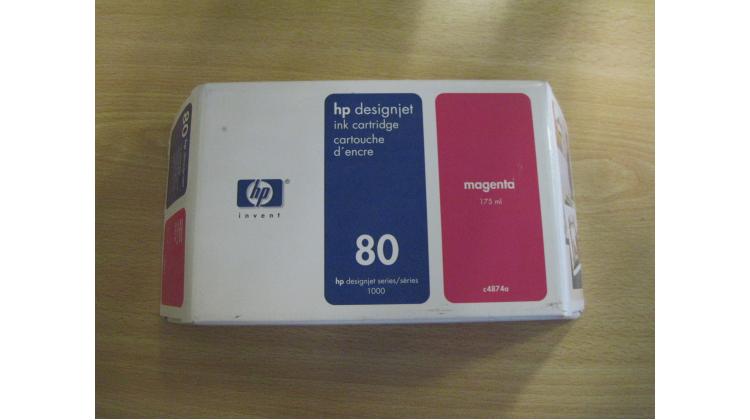 hp designjet
ink cartridge
cartouche
d'encre
80
hp designjet series/séries
1000
magenta
175 ml
c4874a
hp
®
invent
80